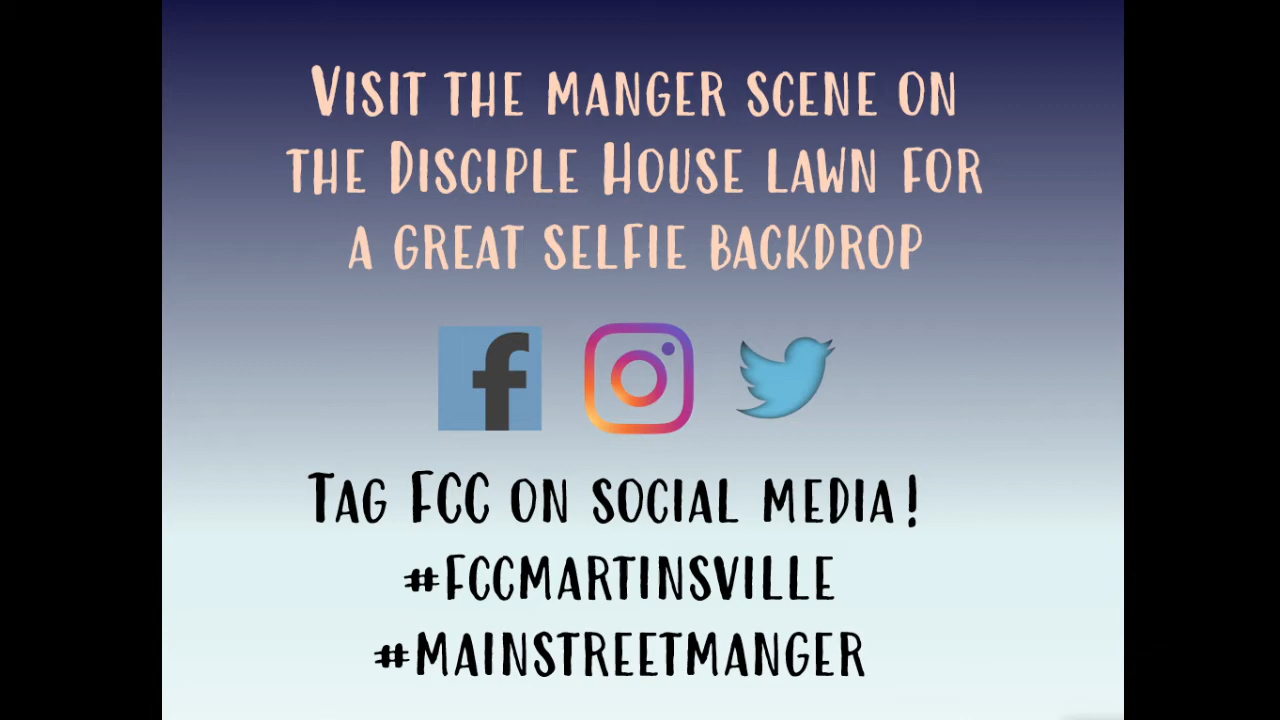 Visit the manger scene on
the Disciple House lawn for
a great selfie backdrop
f
Tag FCC on social media!
#FCCMARTINSVILLE
#MAINSTREETMANGER